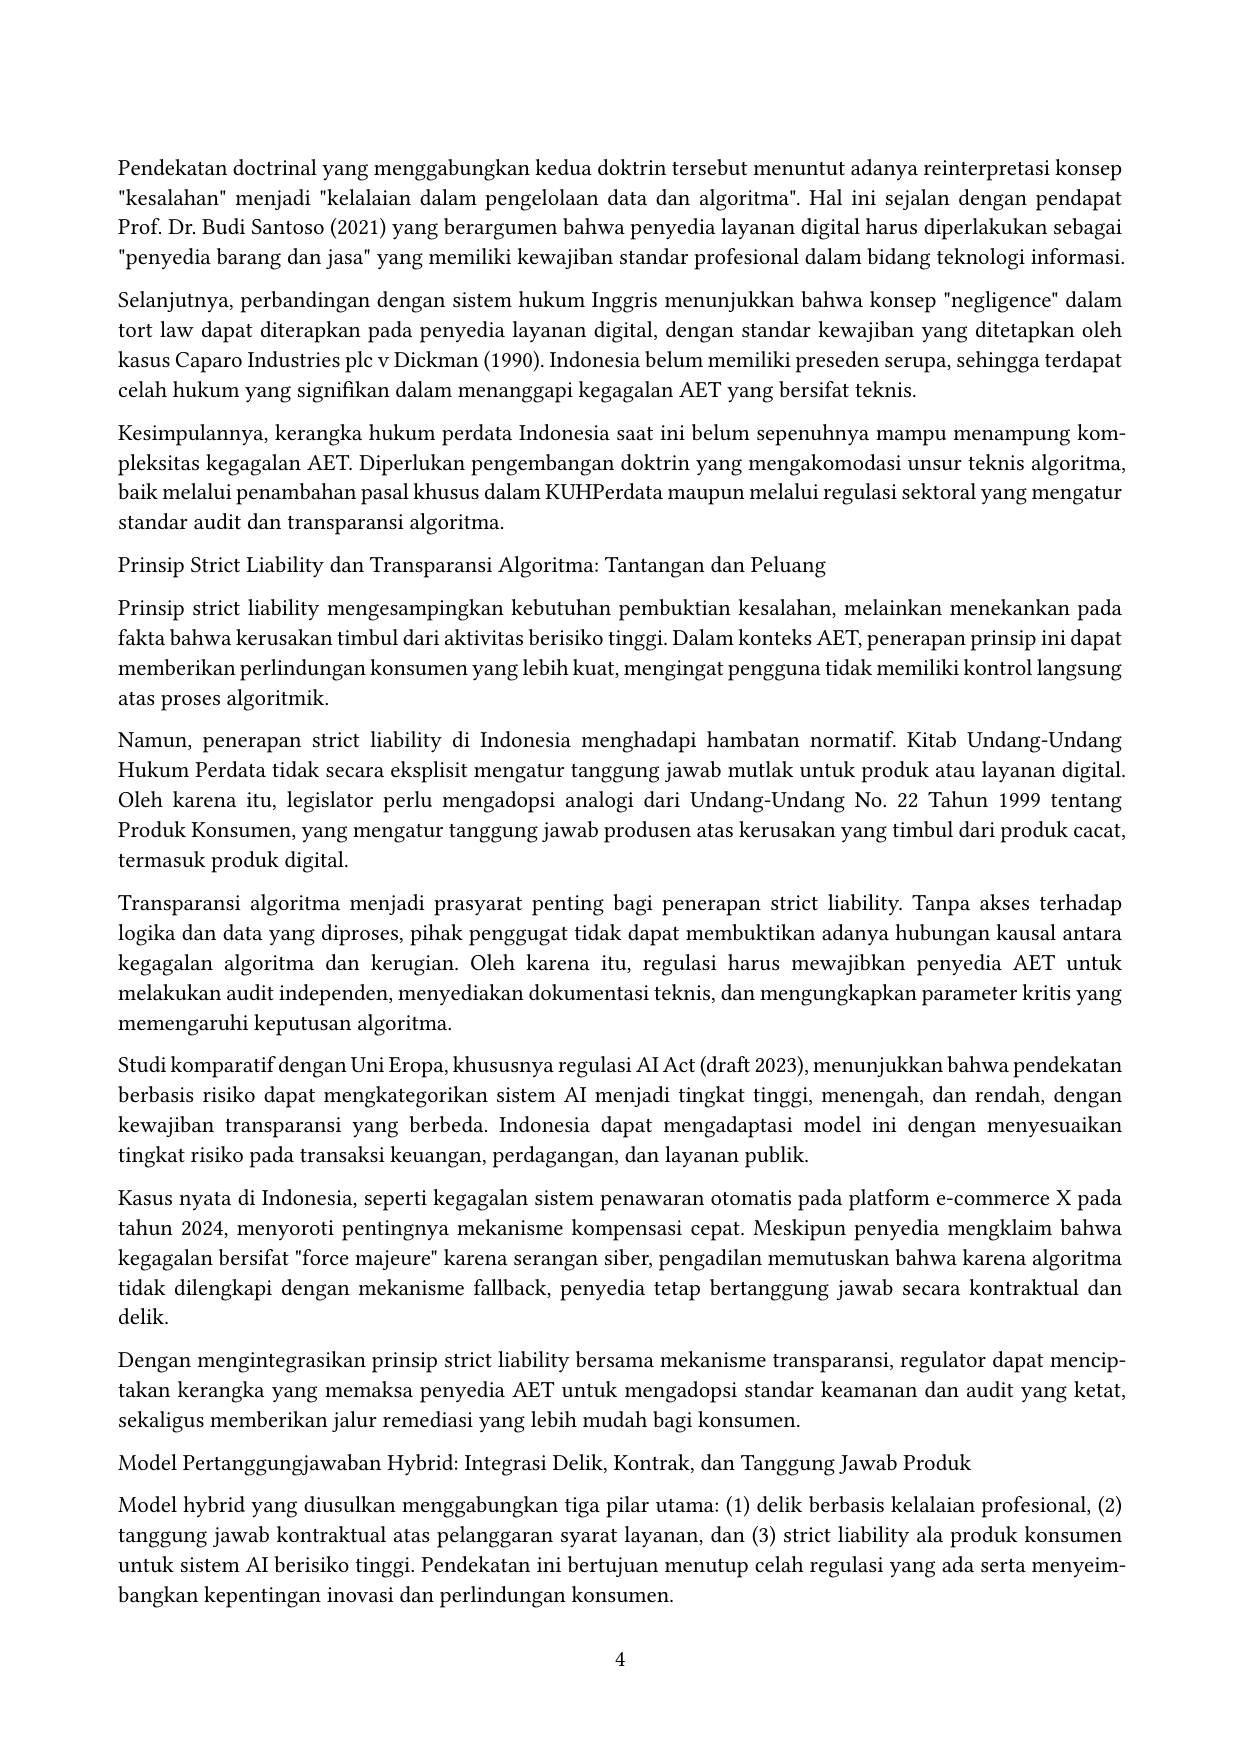 Pendekatan doctrinal yang menggabungkan kedua doktrin tersebut menuntut adanya reinterpretasi konsep
"kesalahan" menjadi "kelalaian dalam pengelolaan data dan algoritma". Hal ini sejalan dengan pendapat
Prof. Dr. Budi Santoso (2021) yang berargumen bahwa penyedia layanan digital harus diperlakukan sebagai
"penyedia barang dan jasa" yang memiliki kewajiban standar profesional dalam bidang teknologi informasi.
Selanjutnya, perbandingan dengan sistem hukum Inggris menunjukkan bahwa konsep "negligence" dalam
tort law dapat diterapkan pada penyedia layanan digital, dengan standar kewajiban yang ditetapkan oleh
kasus Caparo Industries plc v Dickman (1990). Indonesia belum memiliki preseden serupa, sehingga terdapat
celah hukum yang signifikan dalam menanggapi kegagalan AET yang bersifat teknis.
Kesimpulannya, kerangka hukum perdata Indonesia saat ini belum sepenuhnya mampu menampung kom-
pleksitas kegagalan AET. Diperlukan pengembangan doktrin yang mengakomodasi unsur teknis algoritma,
baik melalui penambahan pasal khusus dalam KUHPerdata maupun melalui regulasi sektoral yang mengatur
standar audit dan transparansi algoritma.
Prinsip Strict Liability dan Transparansi Algoritma: Tantangan dan Peluang
Prinsip strict liability mengesampingkan kebutuhan pembuktian kesalahan, melainkan menekankan pada
fakta bahwa kerusakan timbul dari aktivitas berisiko tinggi. Dalam konteks AET, penerapan prinsip ini dapat
memberikan perlindungan konsumen yang lebih kuat, mengingat pengguna tidak memiliki kontrol langsung
atas proses algoritmik.
Namun, penerapan strict liability di Indonesia menghadapi hambatan normatif. Kitab Undang-Undang
Hukum Perdata tidak secara eksplisit mengatur tanggung jawab mutlak untuk produk atau layanan digital.
Oleh karena itu, legislator perlu mengadopsi analogi dari Undang-Undang No. 22 Tahun 1999 tentang
Produk Konsumen, yang mengatur tanggung jawab produsen atas kerusakan yang timbul dari produk cacat,
termasuk produk digital.
Transparansi algoritma menjadi prasyarat penting bagi penerapan strict liability. Tanpa akses terhadap
logika dan data yang diproses, pihak penggugat tidak dapat membuktikan adanya hubungan kausal antara
kegagalan algoritma dan kerugian. Oleh karena itu, regulasi harus mewajibkan penyedia AET untuk
melakukan audit independen, menyediakan dokumentasi teknis, dan mengungkapkan parameter kritis yang
memengaruhi keputusan algoritma.
Studi komparatif dengan Uni Eropa, khususnya regulasi AI Act (draft 2023), menunjukkan bahwa pendekatan
berbasis risiko dapat mengkategorikan sistem AI menjadi tingkat tinggi, menengah, dan rendah, dengan
kewajiban transparansi yang berbeda. Indonesia dapat mengadaptasi model ini dengan menyesuaikan
tingkat risiko pada transaksi keuangan, perdagangan, dan layanan publik.
Kasus nyata di Indonesia, seperti kegagalan sistem penawaran otomatis pada platform e-commerce X pada
tahun 2024, menyoroti pentingnya mekanisme kompensasi cepat. Meskipun penyedia mengklaim bahwa
kegagalan bersifat "force majeure" karena serangan siber, pengadilan memutuskan bahwa karena algoritma
tidak dilengkapi dengan mekanisme fallback, penyedia tetap bertanggung jawab secara kontraktual dan
delik.
Dengan mengintegrasikan prinsip strict liability bersama mekanisme transparansi, regulator dapat mencip-
takan kerangka yang memaksa penyedia AET untuk mengadopsi standar keamanan dan audit yang ketat,
sekaligus memberikan jalur remediasi yang lebih mudah bagi konsumen.
Model Pertanggungjawaban Hybrid: Integrasi Delik, Kontrak, dan Tanggung Jawab Produk
Model hybrid yang diusulkan menggabungkan tiga pilar utama: (1) delik berbasis kelalaian profesional, (2)
tanggung jawab kontraktual atas pelanggaran syarat layanan, dan (3) strict liability ala produk konsumen
untuk sistem AI berisiko tinggi. Pendekatan ini bertujuan menutup celah regulasi yang ada serta menyeim-
bangkan kepentingan inovasi dan perlindungan konsumen.
4